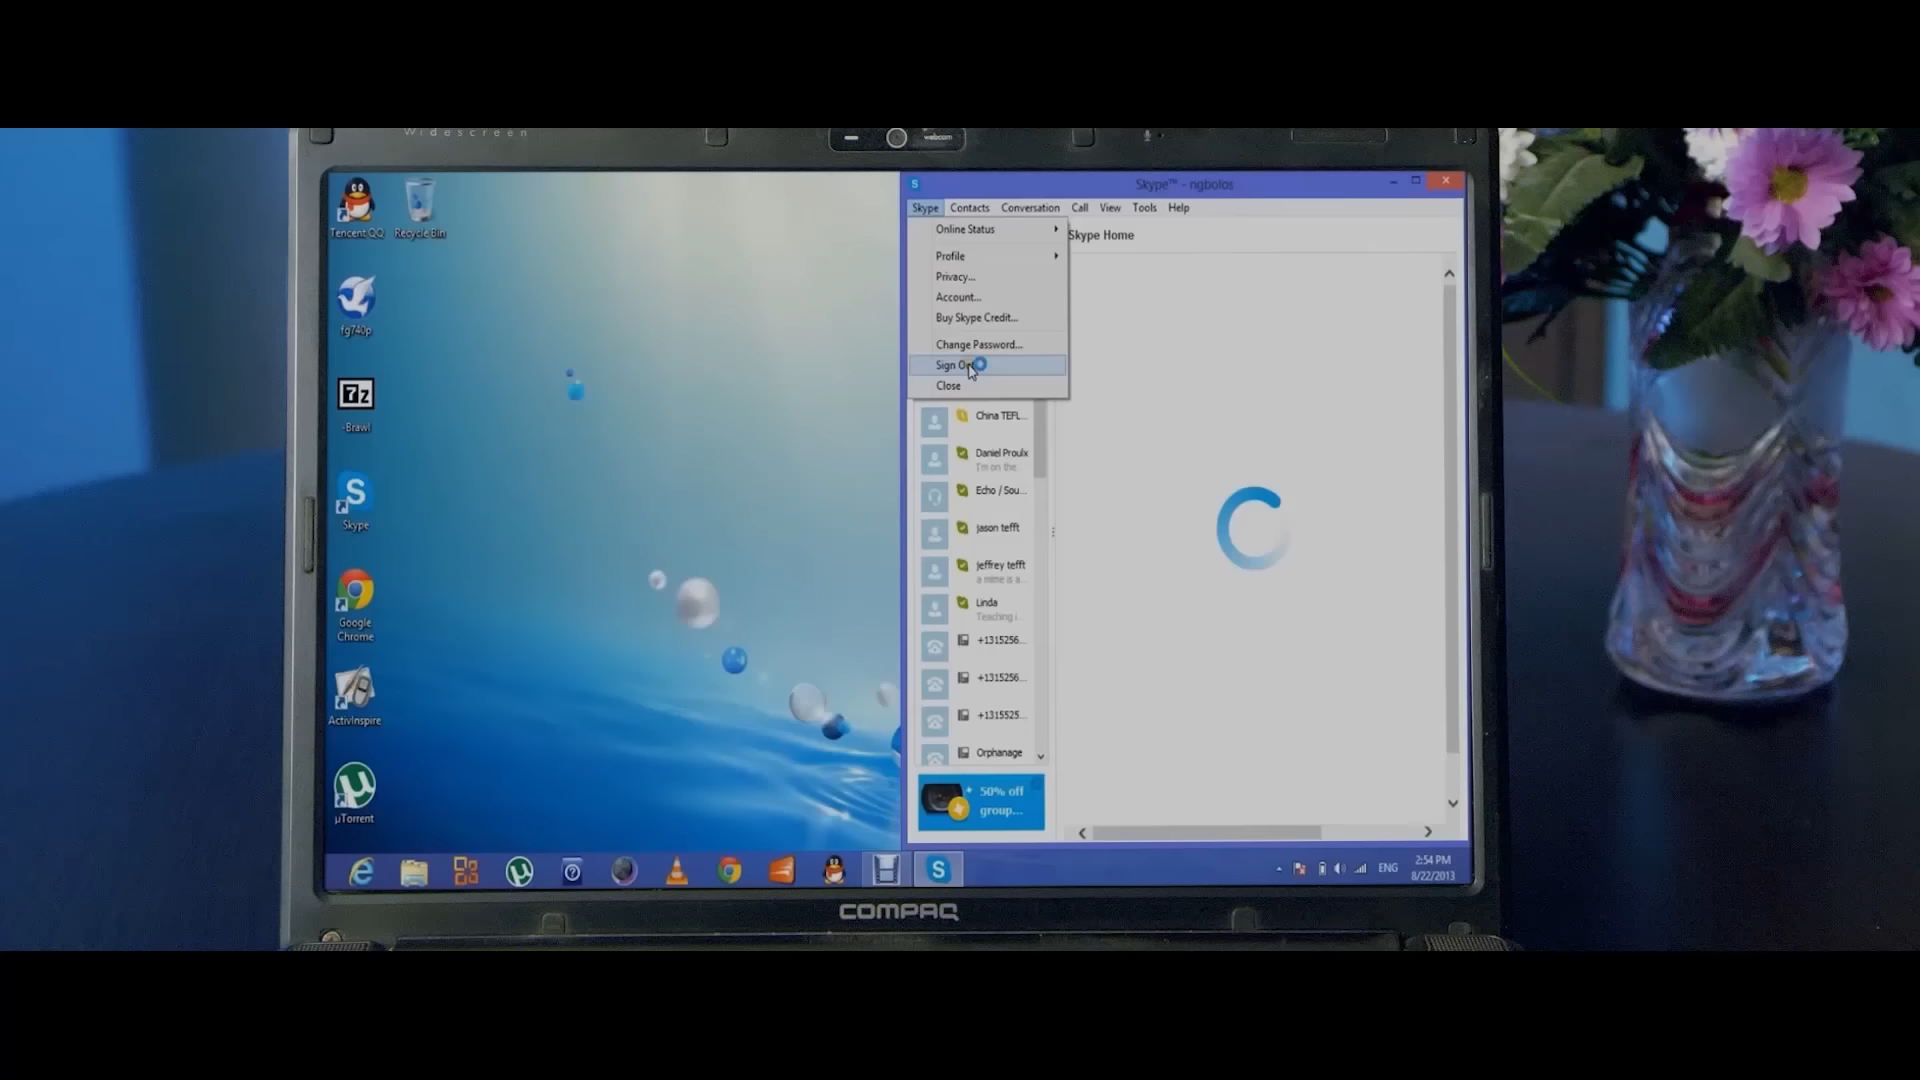 Widescreen
webcam
Tencent QQ
Recycle Bin
fg740p
7z
-Brawl
Skype
Google
Chrome
ActivInspire
µTorrent
Skype™ - ngbolos
Skype Contacts Conversation Call View Tools Help
Online Status
Profile
Privacy...
Account...
Buy Skype Credit...
Change Password...
Sign Out
Close
Skype Home
China TEFL...
Daniel Proulx
I'm on the
Echo / Sou...
jason tefft
jeffrey tefft
a mime is a...
Linda
Teaching i...
+1315256...
+1315256...
+1315525...
Orphanage
50% off
group...
ENG
2:54 PM
8/22/2013
COMPAQ